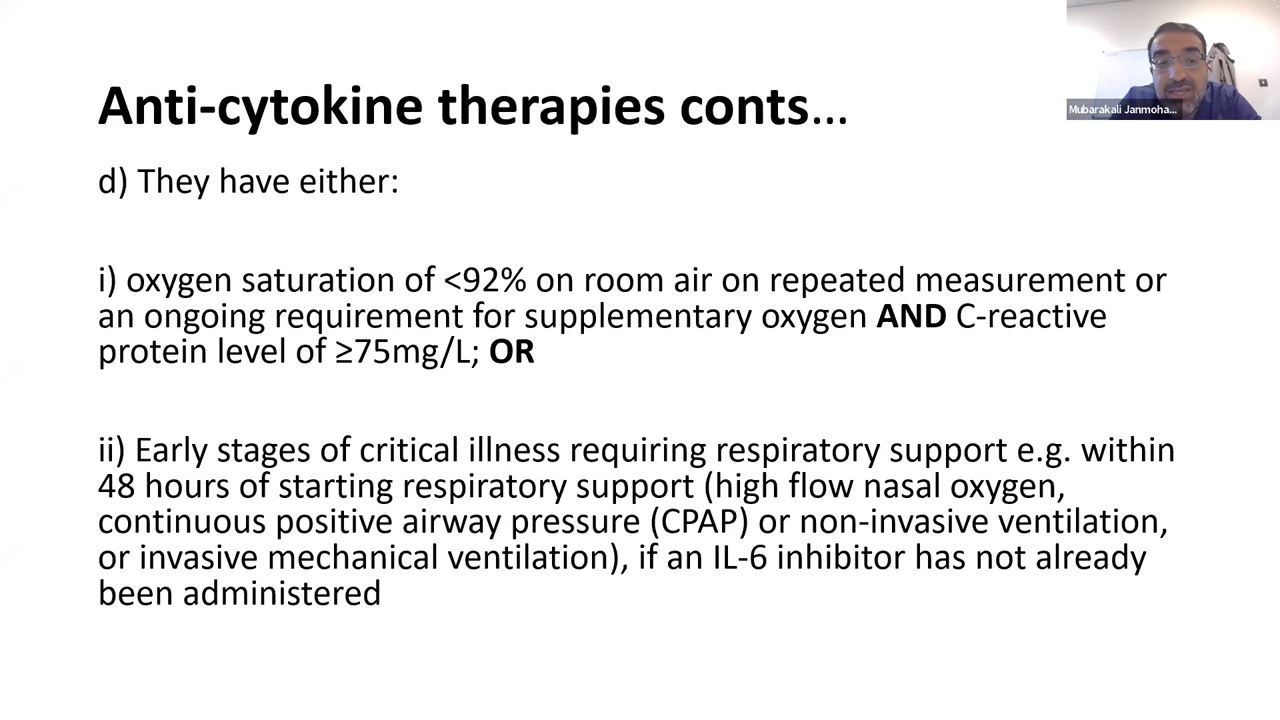 Anti-cytokine therapies conts...
Mubarakali Janmoha...
d) They have either:
i) oxygen saturation of <92% on room air on repeated measurement or
an ongoing requirement for supplementary oxygen AND C-reactive
protein level of ≥75mg/L; OR
ii) Early stages of critical illness requiring respiratory support e.g. within
48 hours of starting respiratory support (high flow nasal oxygen,
continuous positive airway pressure (CPAP) or non-invasive ventilation,
or invasive mechanical ventilation), if an IL-6 inhibitor has not already
been administered